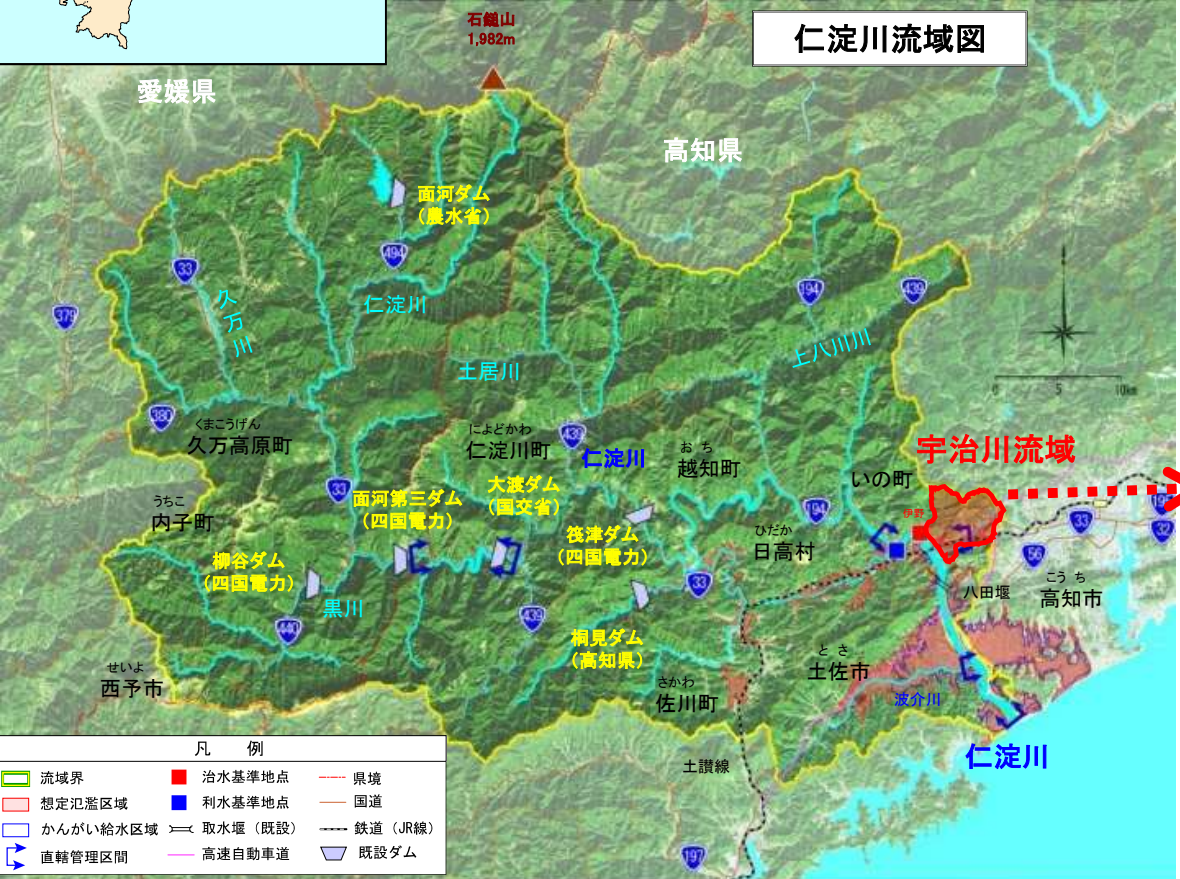 石鎚山
1,982m
仁淀川流域図
愛媛県
高知県
面河ダム
(農水省)
494
33
379
久万川
仁淀川
194
439
上八川川
土居川
0 5 10km
380
くまこうげん
久万高原町
によどがわ
仁淀川町
439
仁淀川
おち
越知町
いの町
宇治川流域
うちこ
内子町
33
面河第三ダム
(四国電力)
大渡ダム
(国交省)
筏津ダム
(四国電力)
194
ひだか
日高村
伊野
33
32
56
柳谷ダム
(四国電力)
黒川
33
八田堰
こうち
高知市
440
439
桐見ダム
(高知県)
とさ
土佐市
せいよ
西予市
さかわ
佐川町
波介川
仁淀川
土讃線
197
凡 例
流域界
治水基準地点
県境
想定氾濫区域
利水基準地点
国道
かんがい給水区域
取水堰(既設)
鉄道(JR線)
直轄管理区間
高速自動車道
既設ダム